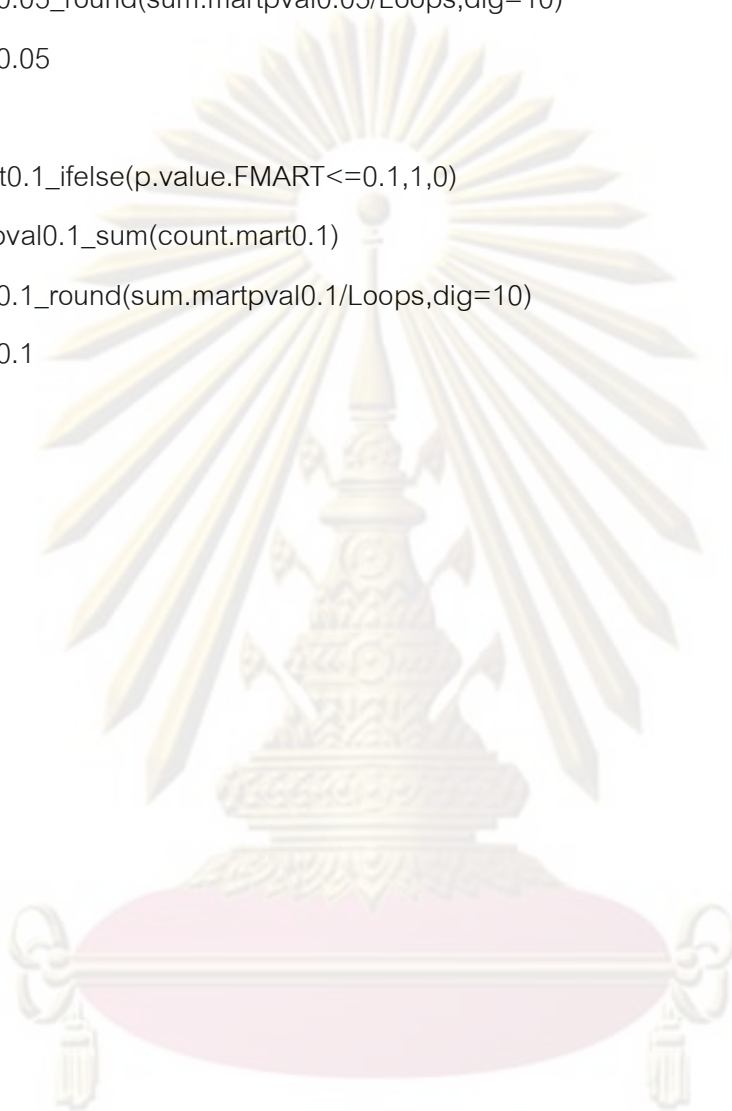 0.05_round(sum.martpval0.05/Loops,dig=10)
0.05
t0.1_ifelse(p.value.FMART<=0.1,1,0)
oval0.1_sum(count.mart0.1)
0.1_round(sum.martpval0.1/Loops,dig=10)
0.1